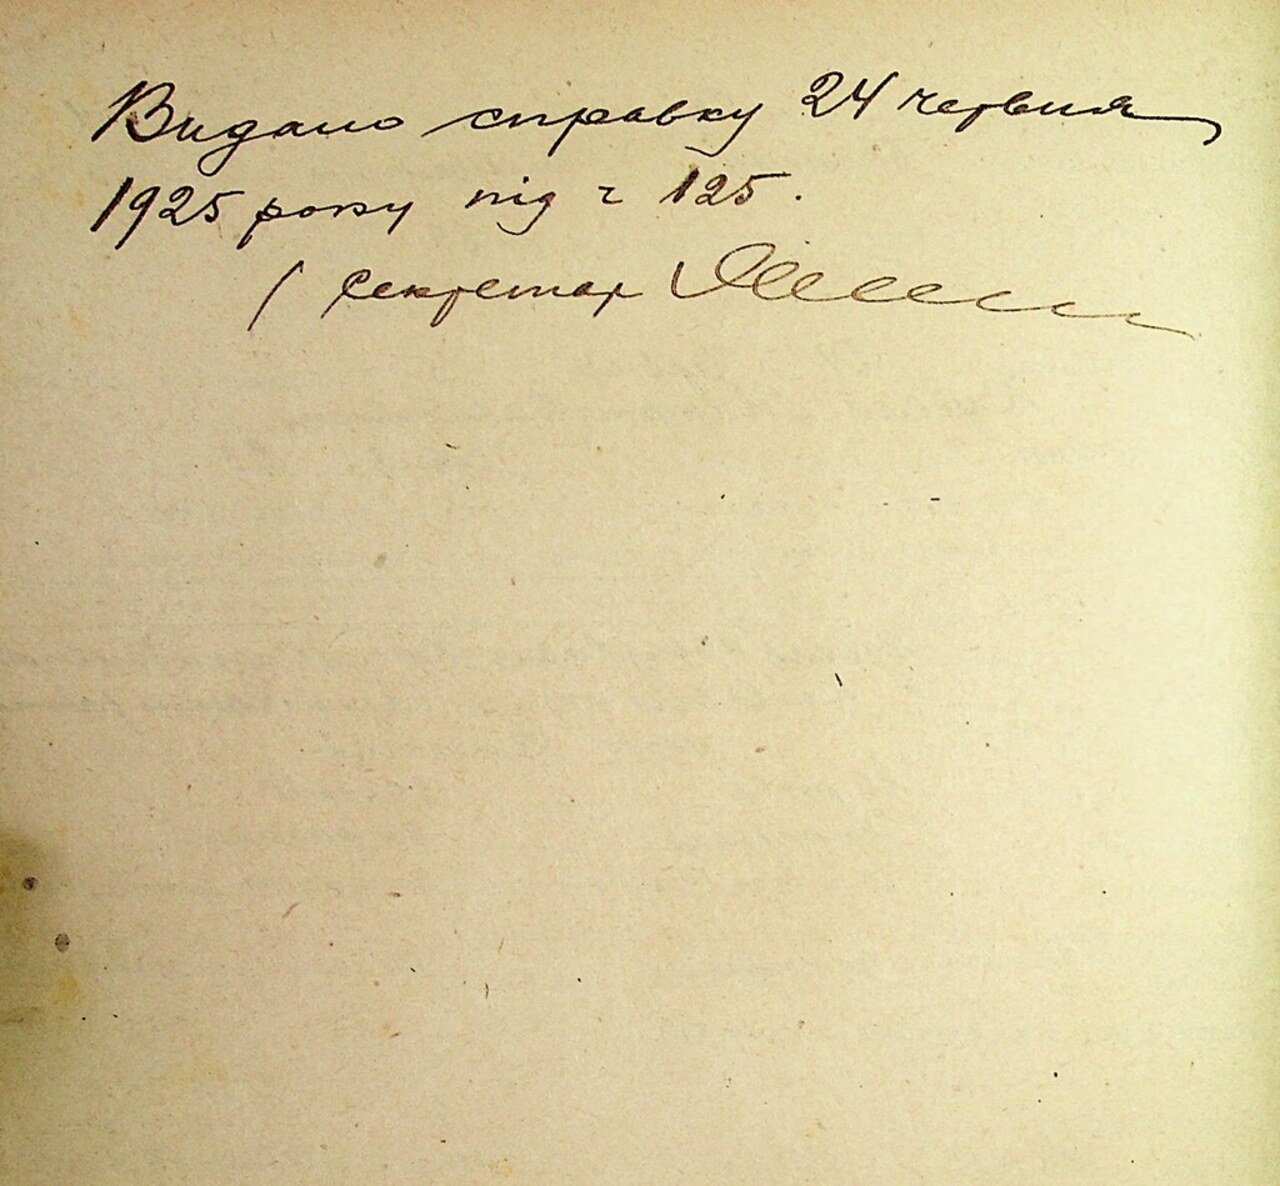 Видано справку 24 червня
1925 року під ч 125.
Секретар